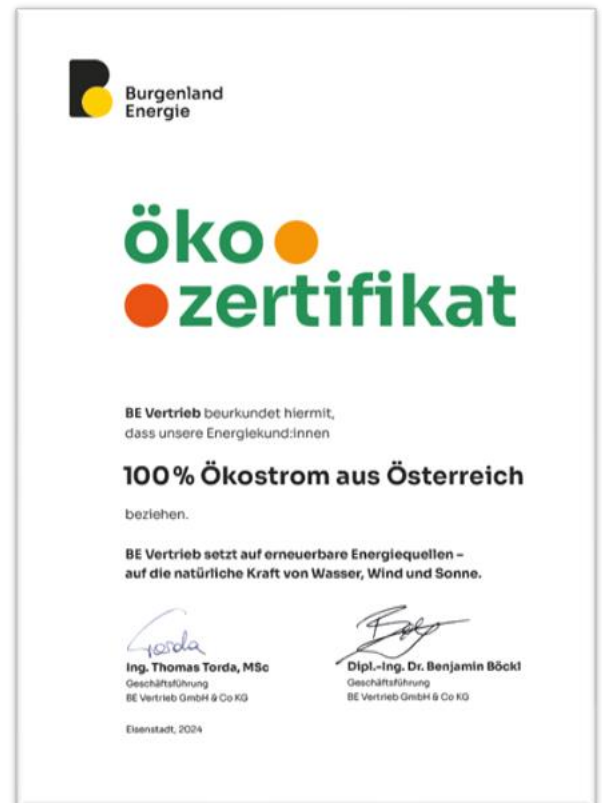 Burgenland
Energie
öko
zertifikat
BE Vertrieb beurkundet hiermit,
dass unsere Energiekund:innen
100% Ökostrom aus Österreich
beziehen.
BE Vertrieb setzt auf erneuerbare Energiequellen –
auf die natürliche Kraft von Wasser, Wind und Sonne.
Torda
Ing. Thomas Torda, MSc
Geschäftsführung
BE Vertrieb GmbH & Co KG
Dipl.-Ing. Dr. Benjamin Böckl
Geschäftsführung
BE Vertrieb GmbH & Co KG
Eisenstadt, 2024